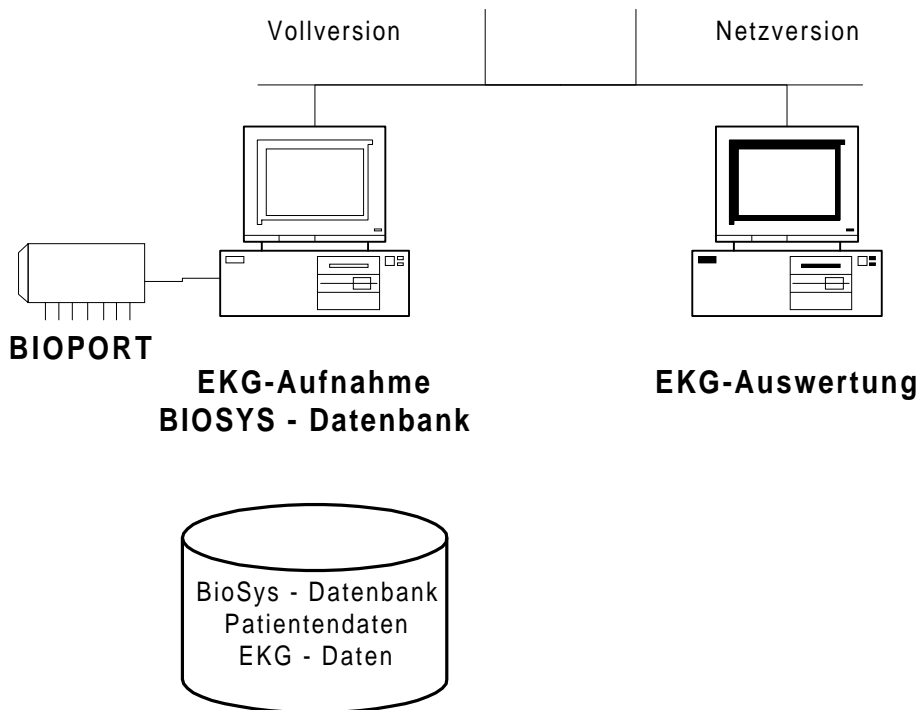 Vollversion
Netzversion
BIOPORT
EKG-Aufnahme
BIOSYS - Datenbank
EKG-Auswertung
BioSys - Datenbank
Patientendaten
EKG - Daten